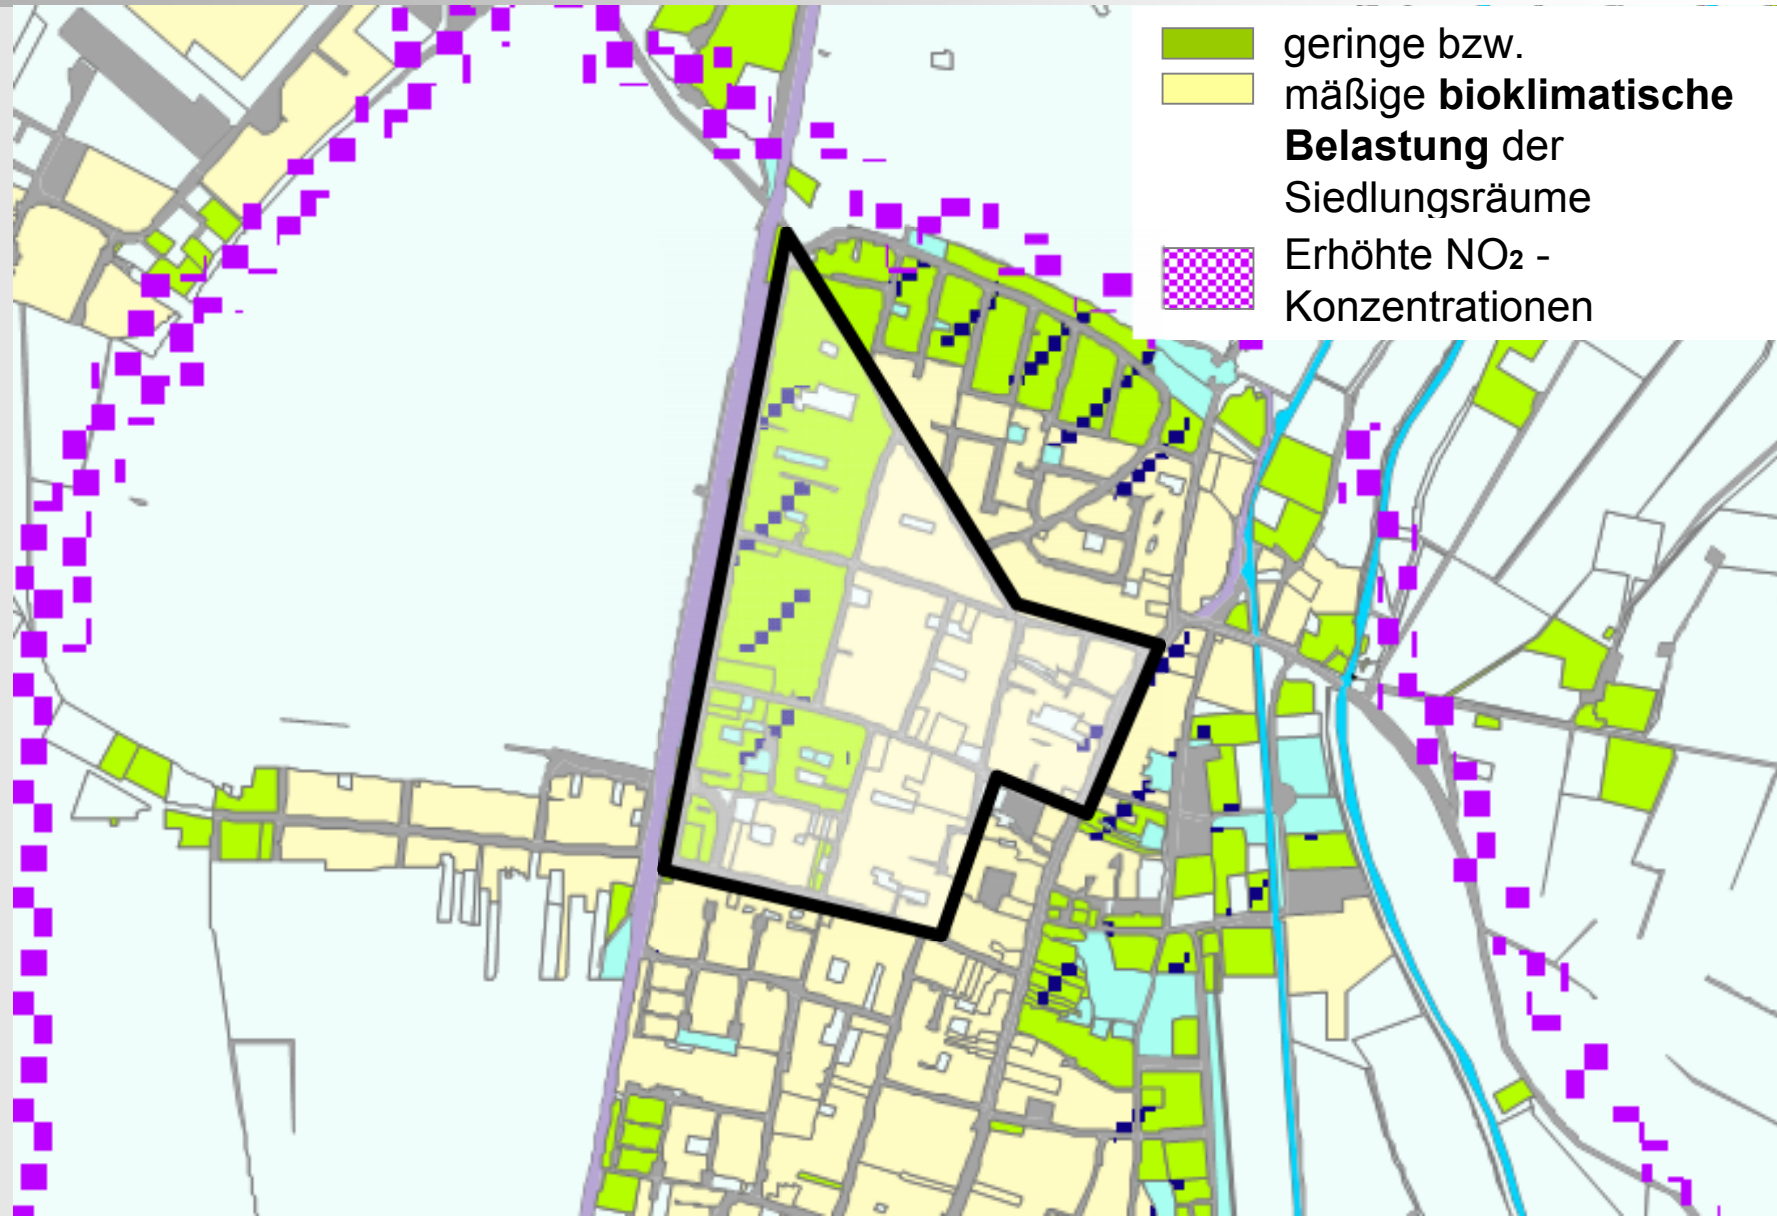 geringe bzw.
mäßige bioklimatische
Belastung der
Siedlungsräume
Erhöhte NO₂ -
Konzentrationen